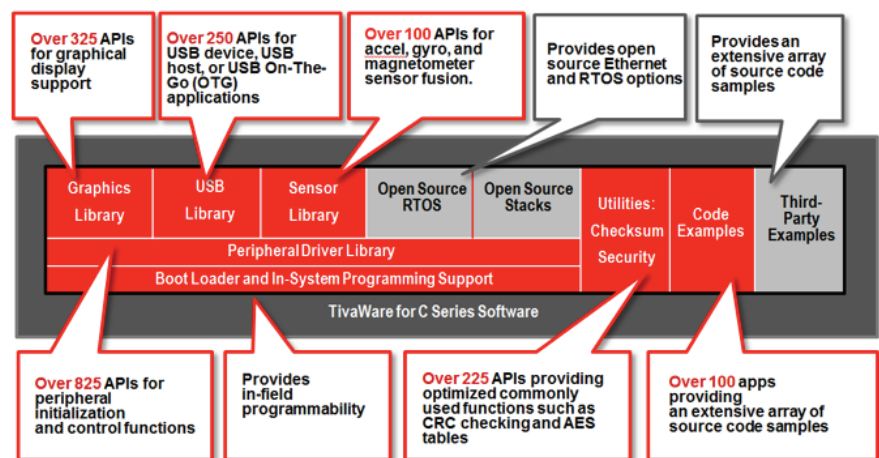 Over 325 APIs
for graphical
display
support
Over 250 APIs for
USB device, USB
host, or USB On-The-
Go (OTG)
applications
Over 100 APIs for
accel, gyro, and
magnetometer
sensor fusion.
Provides open
source Ethernet
and RTOS options
Provides an
extensive array
of source code
samples
Graphics
Library
USB
Library
Sensor
Library
Open Source
RTOS
Open Source
Stacks
Utilities:
Checksum
Security
Code
Examples
Third-
Party
Examples
Peripheral Driver Library
Boot Loader and In-System Programming Support
TivaWare for C Series Software
Over 825 APIs for
peripheral
initialization
and control functions
Provides
in-field
programmability
Over 225 APIs providing
optimized commonly
used functions such as
CRC checking and AES
tables
Over 100 apps
providing
an extensive array of
source code samples